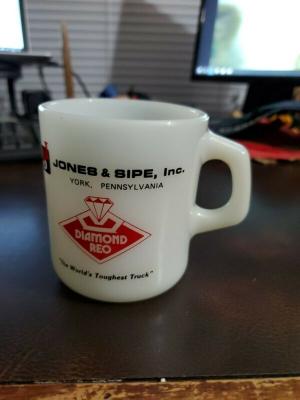 JONES & SIPE, Inc.
YORK, PENNSYLVANIA
DIAMOND
REO
"The World's Toughest Truck"